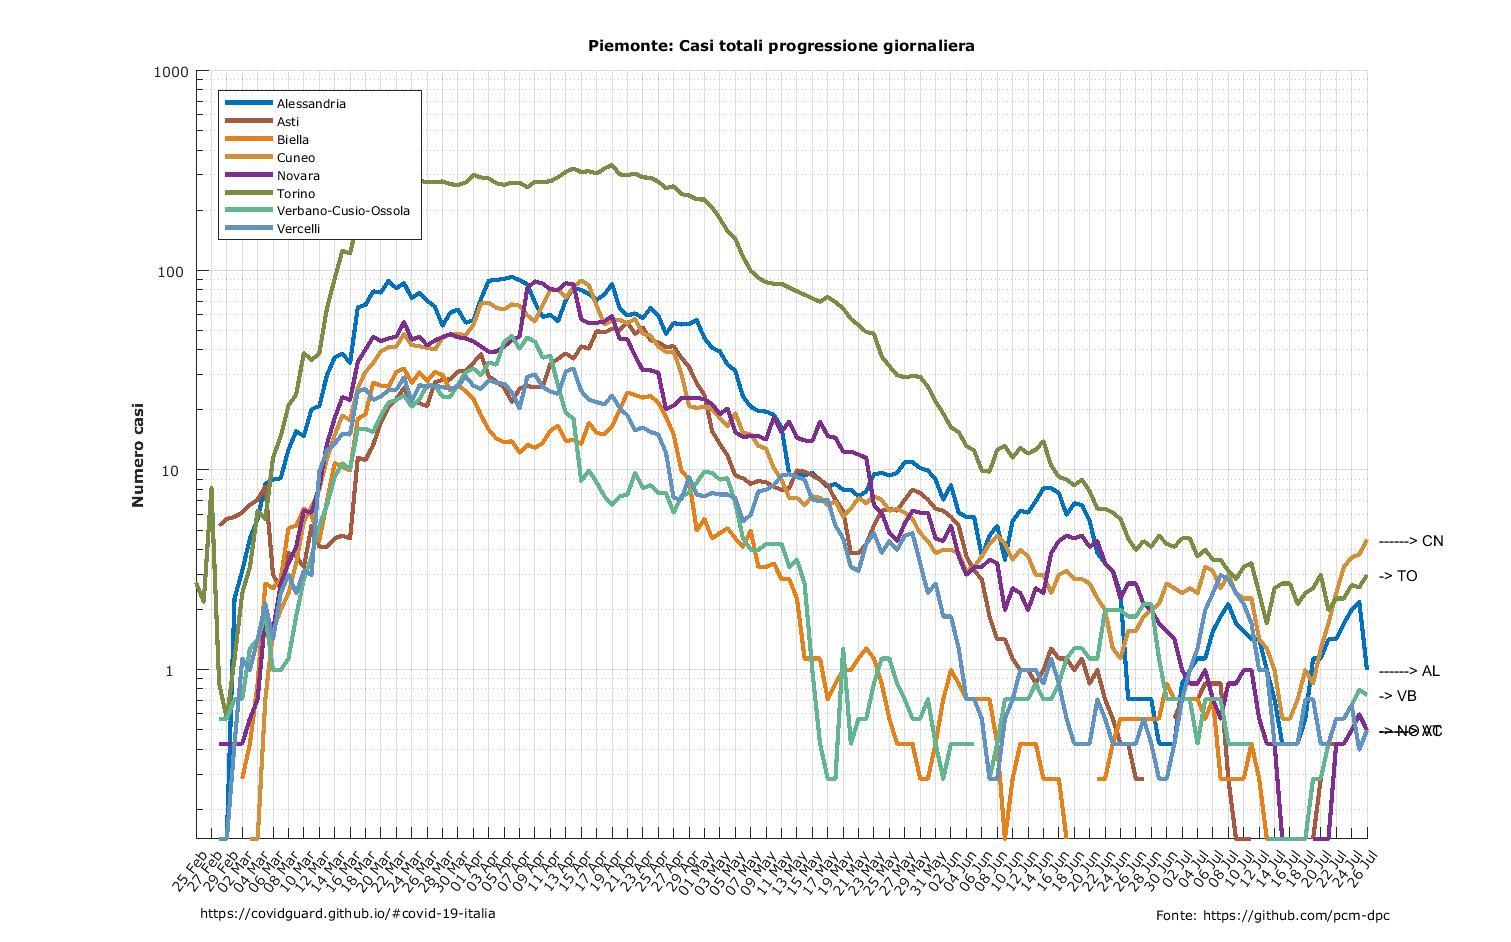 Piemonte: Casi totali progressione giornaliera
1000
100
10
1
Numero casi
Alessandria
Asti
Biella
Cuneo
Novara
Torino
Verbano-Cusio-Ossola
Vercelli
------> CN
-> TO
------> AL
-> VB
25 Feb
27 Feb
29 Feb
02 Mar
04 Mar
06 Mar
08 Mar
10 Mar
12 Mar
14 Mar
16 Mar
18 Mar
20 Mar
22 Mar
24 Mar
26 Mar
28 Mar
30 Mar
01 Apr
03 Apr
05 Apr
07 Apr
09 Apr
11 Apr
13 Apr
15 Apr
17 Apr
19 Apr
21 Apr
23 Apr
25 Apr
27 Apr
29 Apr
01 May
03 May
05 May
07 May
09 May
11 May
13 May
15 May
17 May
19 May
21 May
23 May
25 May
27 May
29 May
31 May
02 Jun
04 Jun
06 Jun
08 Jun
10 Jun
12 Jun
14 Jun
16 Jun
18 Jun
20 Jun
22 Jun
24 Jun
26 Jun
28 Jun
30 Jun
02 Jul
04 Jul
06 Jul
08 Jul
10 Jul
12 Jul
14 Jul
16 Jul
18 Jul
20 Jul
22 Jul
24 Jul
26 Jul
https://covidguard.github.io/#covid-19-italia
Fonte: https://github.com/pcm-dpc